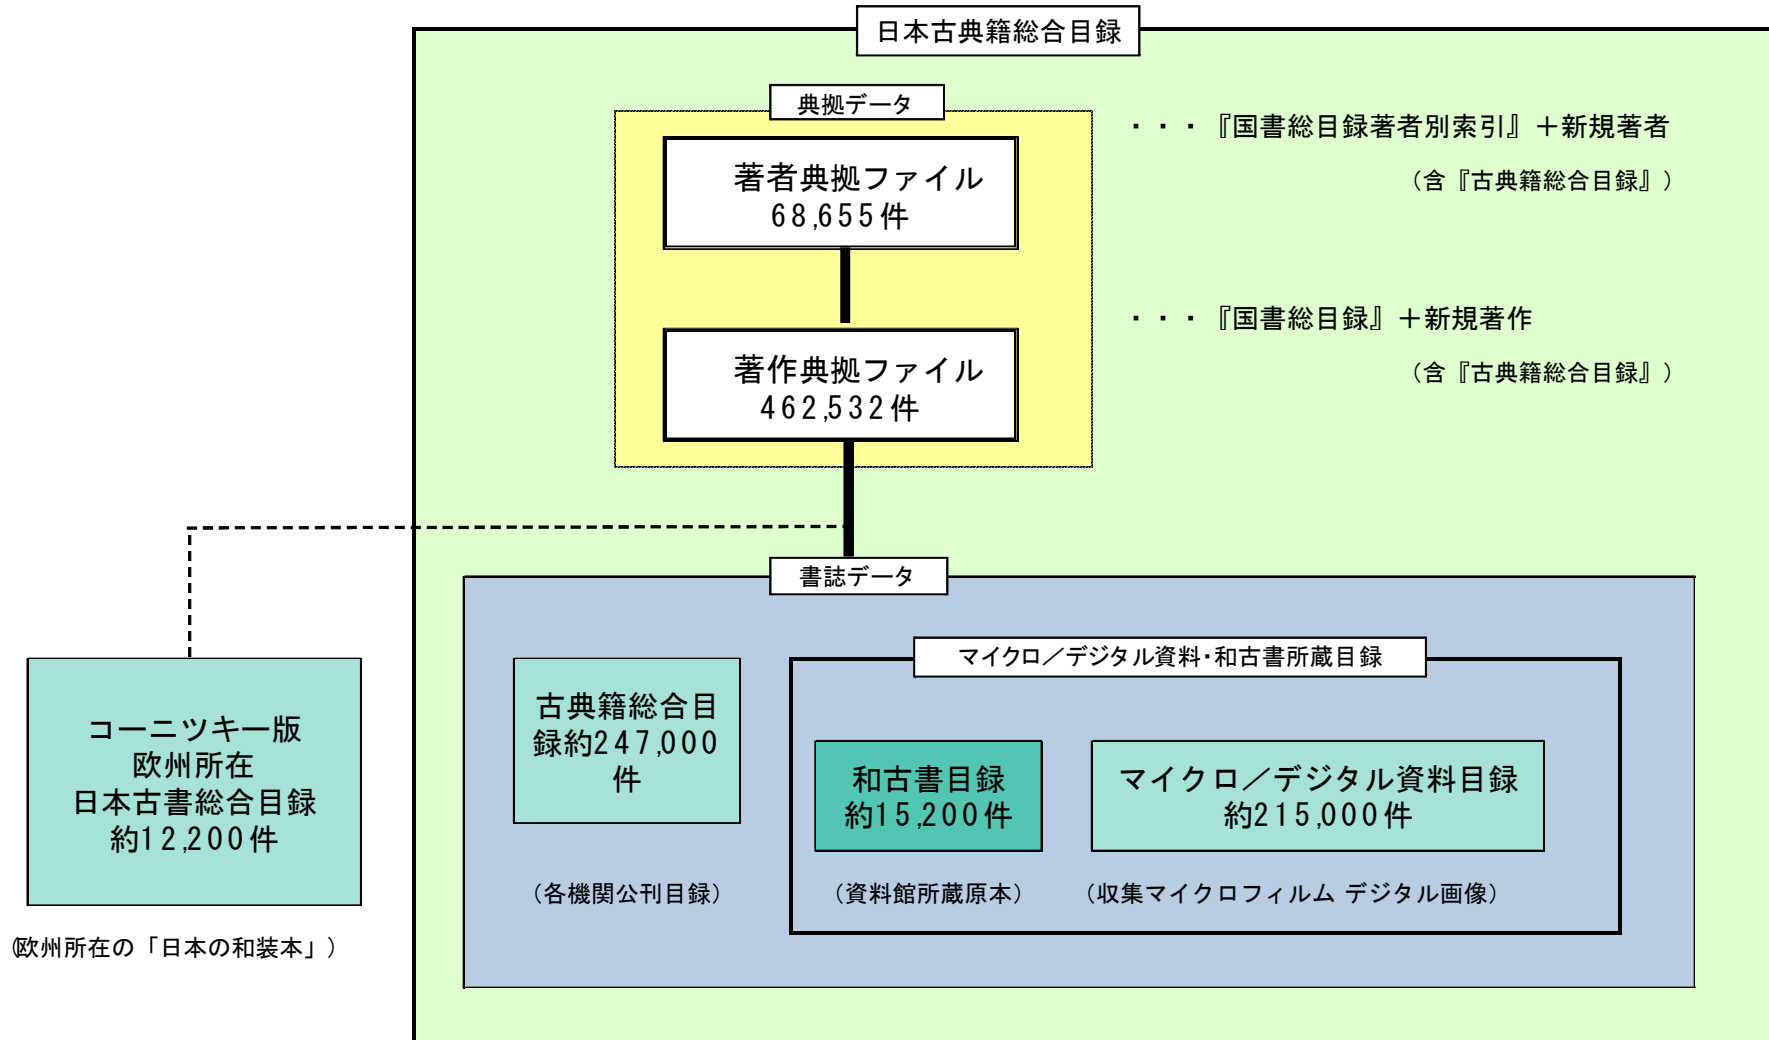 日本古典籍総合目録
典拠データ
著者典拠ファイル
68,655件
・・・『国書総目録著者別索引』＋新規著者
（含『古典籍総合目録』）
著作典拠ファイル
462,532件
・・・『国書総目録』＋新規著作
（含『古典籍総合目録』）
書誌データ
コーニツキー版
欧州所在
日本古書総合目録
約12,200件
（欧州所在の「日本の和装本」）
古典籍総合目
録約247,000
件
（各機関公刊目録）
マイクロ／デジタル資料・和古書所蔵目録
和古書目録
約15,200件
（資料館所蔵原本）
マイクロ／デジタル資料目録
約215,000件
（収集マイクロフィルム デジタル画像）